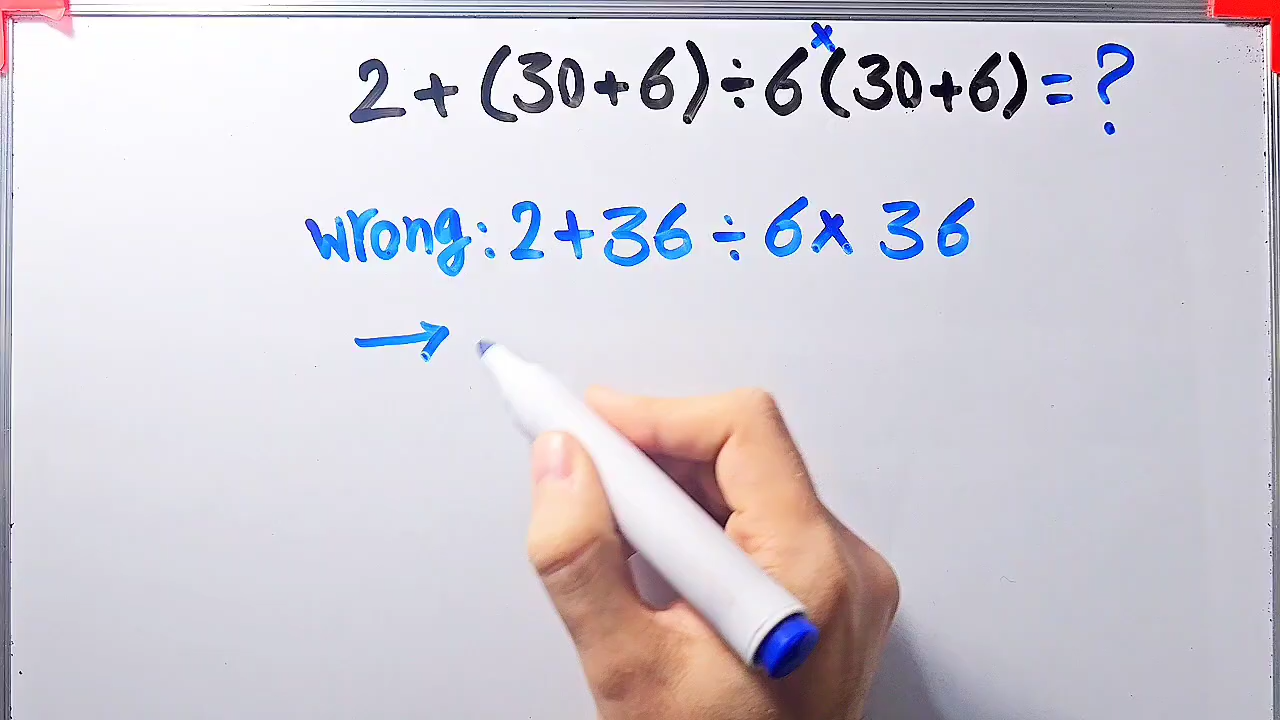 2 + (30 + 6) ÷ 6 × (30 + 6) = ?
wrong: 2 + 36 ÷ 6 × 36
→